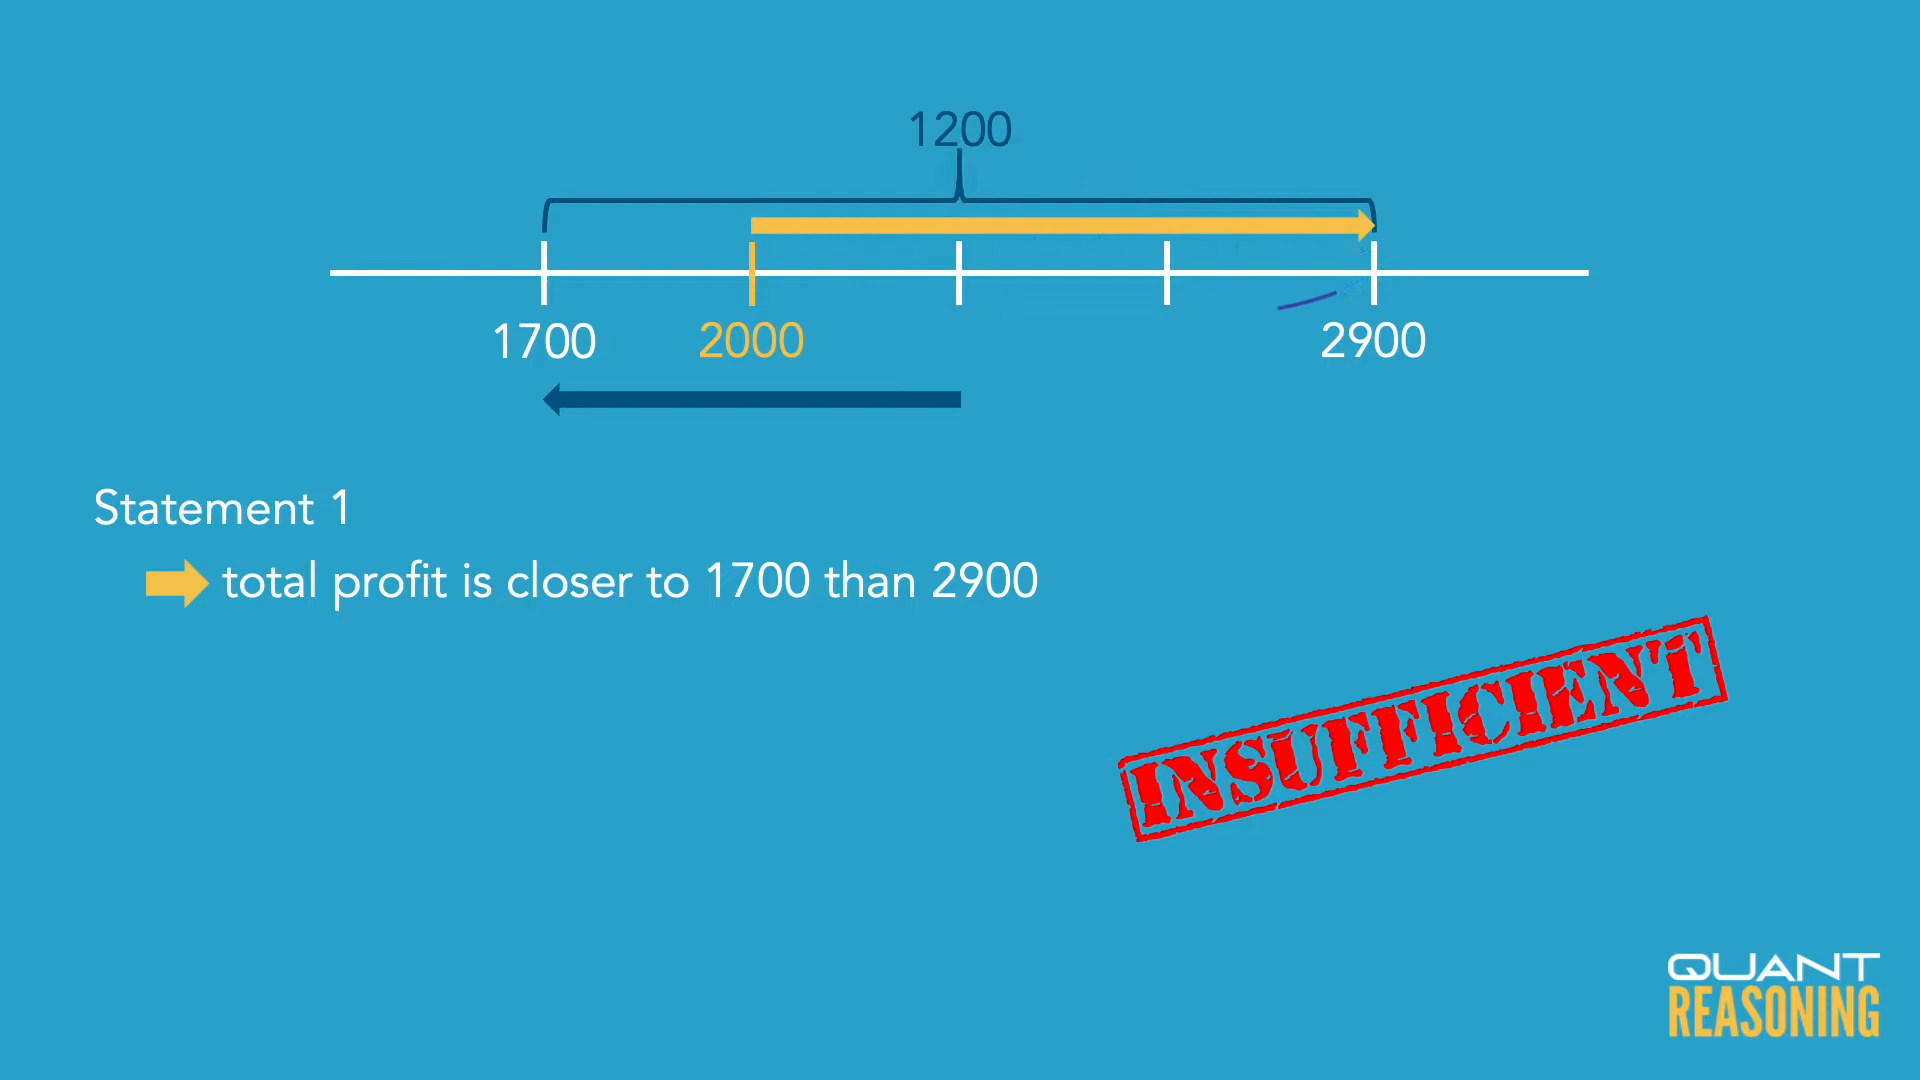 1200
1700 2000 2900
Statement 1
total profit is closer to 1700 than 2900
INSUFFICIENT
QUANT
REASONING